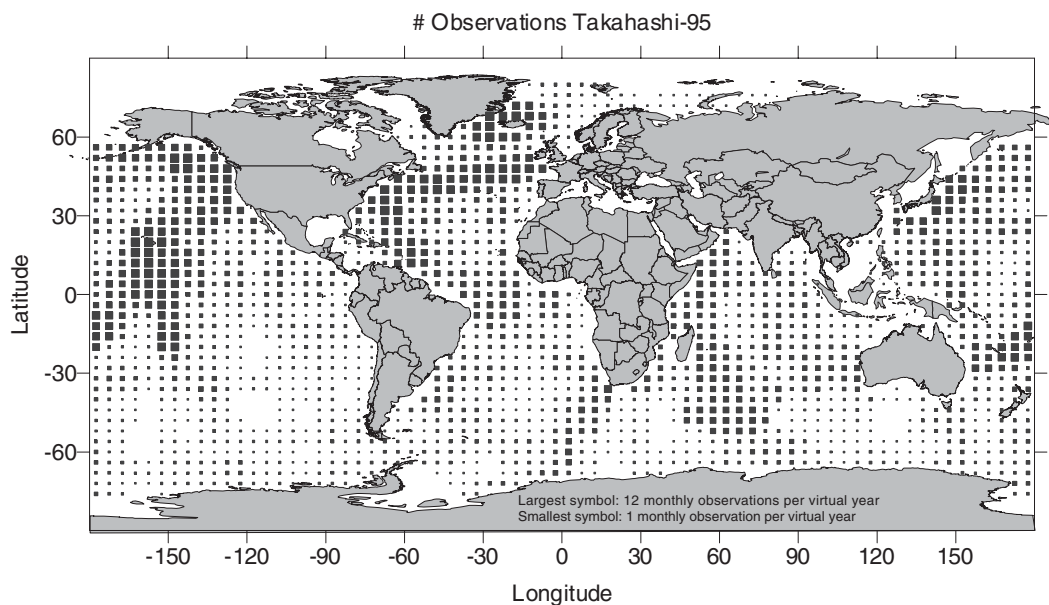 # Observations Takahashi-95
60
30
0
-30
-60
Latitude
Largest symbol: 12 monthly observations per virtual year
Smallest symbol: 1 monthly observation per virtual year
-150 -120 -90 -60 -30 0 30 60 90 120 150
Longitude